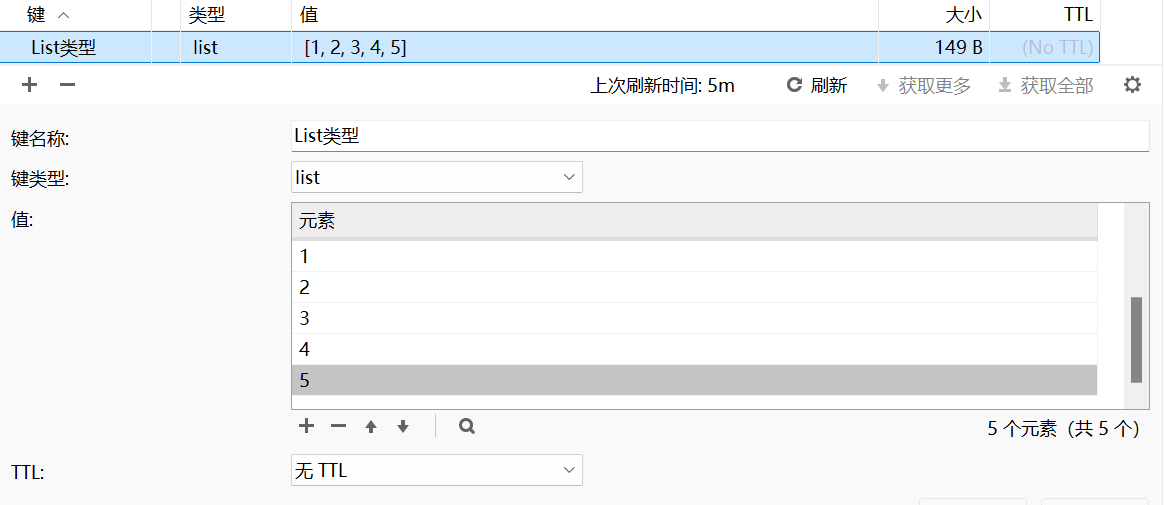 键 类型 值 大小 TTL
List类型 list [1, 2, 3, 4, 5] 149 B (No TTL)
上次刷新时间: 5m 刷新 获取更多 获取全部
键名称: List类型
键类型: list
值: 元素
1
2
3
4
5
5 个元素（共 5 个）
TTL: 无 TTL